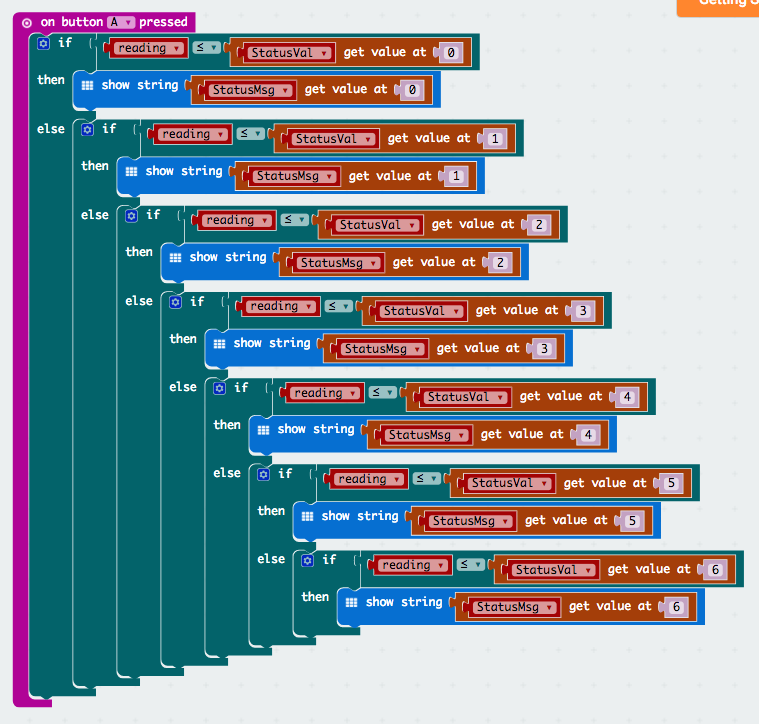 Getting S
on button A ▾ pressed
if reading ▾ ≤ ▾ StatusVal ▾ get value at 0
then show string StatusMsg ▾ get value at 0
else if reading ▾ ≤ ▾ StatusVal ▾ get value at 1
then show string StatusMsg ▾ get value at 1
else if reading ▾ ≤ ▾ StatusVal ▾ get value at 2
then show string StatusMsg ▾ get value at 2
else if reading ▾ ≤ ▾ StatusVal ▾ get value at 3
then show string StatusMsg ▾ get value at 3
else if reading ▾ ≤ ▾ StatusVal ▾ get value at 4
then show string StatusMsg ▾ get value at 4
else if reading ▾ ≤ ▾ StatusVal ▾ get value at 5
then show string StatusMsg ▾ get value at 5
else if reading ▾ ≤ ▾ StatusVal ▾ get value at 6
then show string StatusMsg ▾ get value at 6